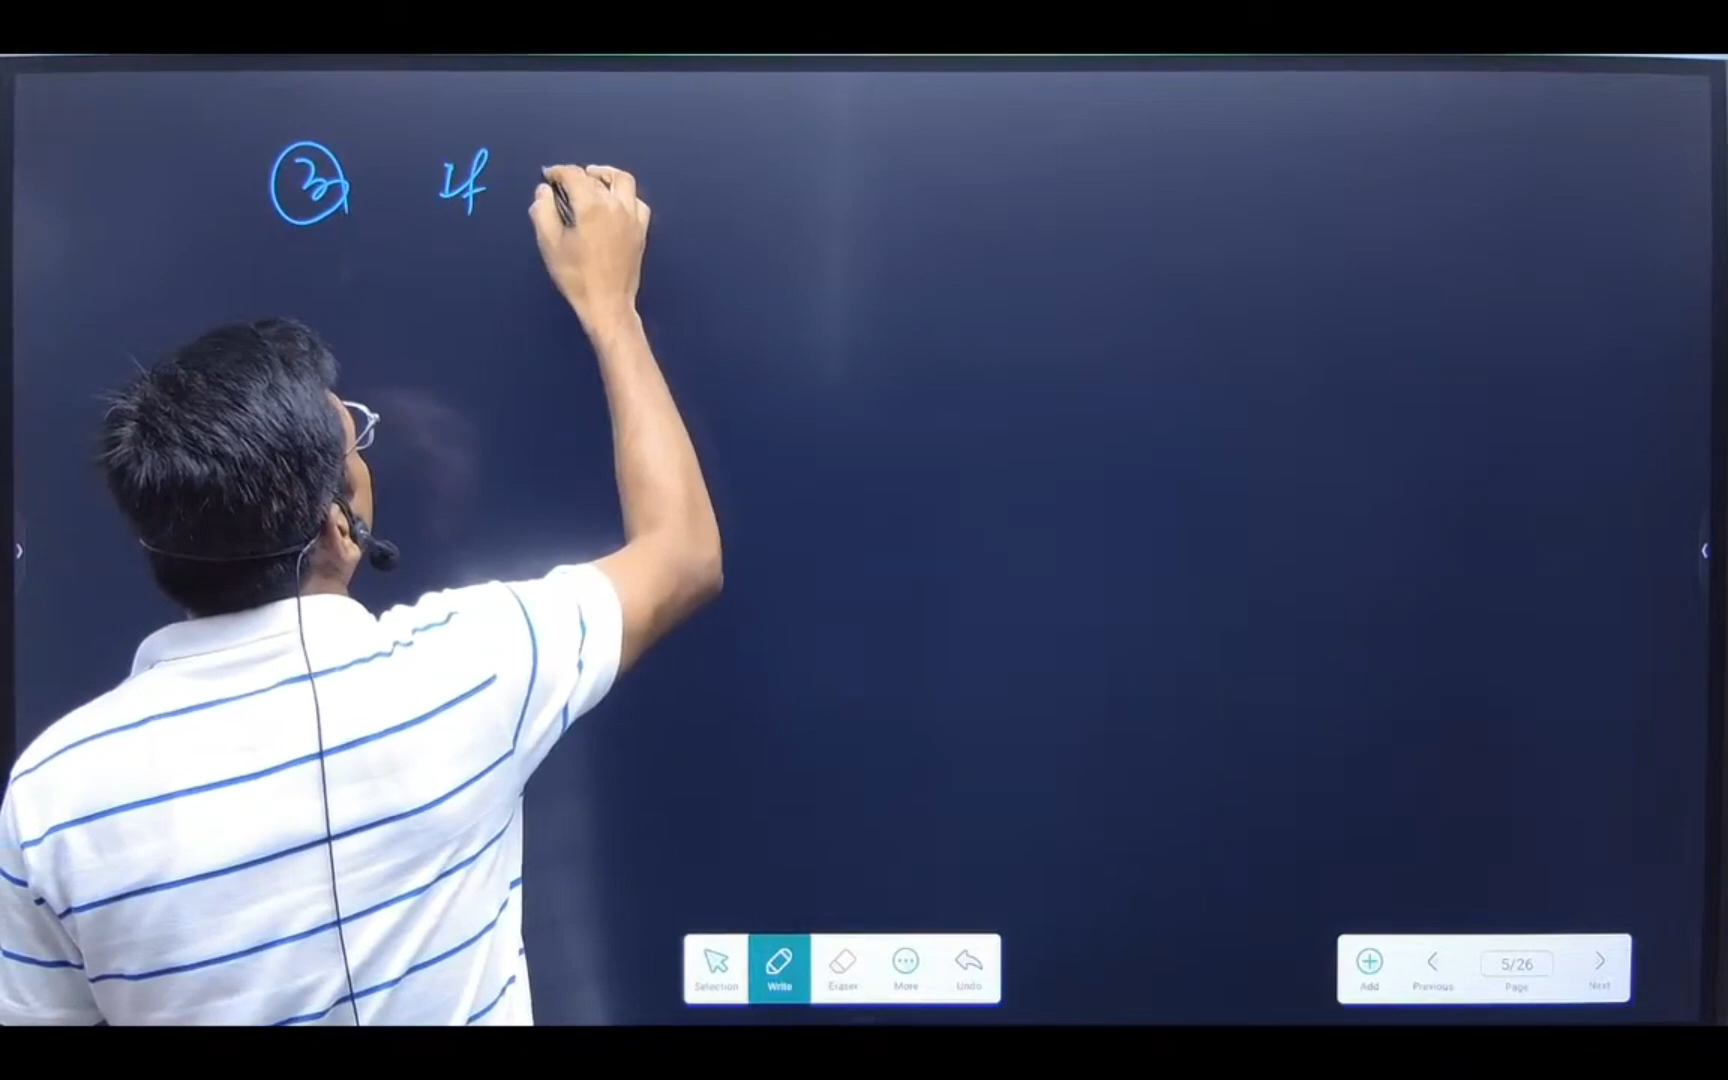 ③ If
Selection Write Eraser More Undo
Add Previous 5/26 Page Next